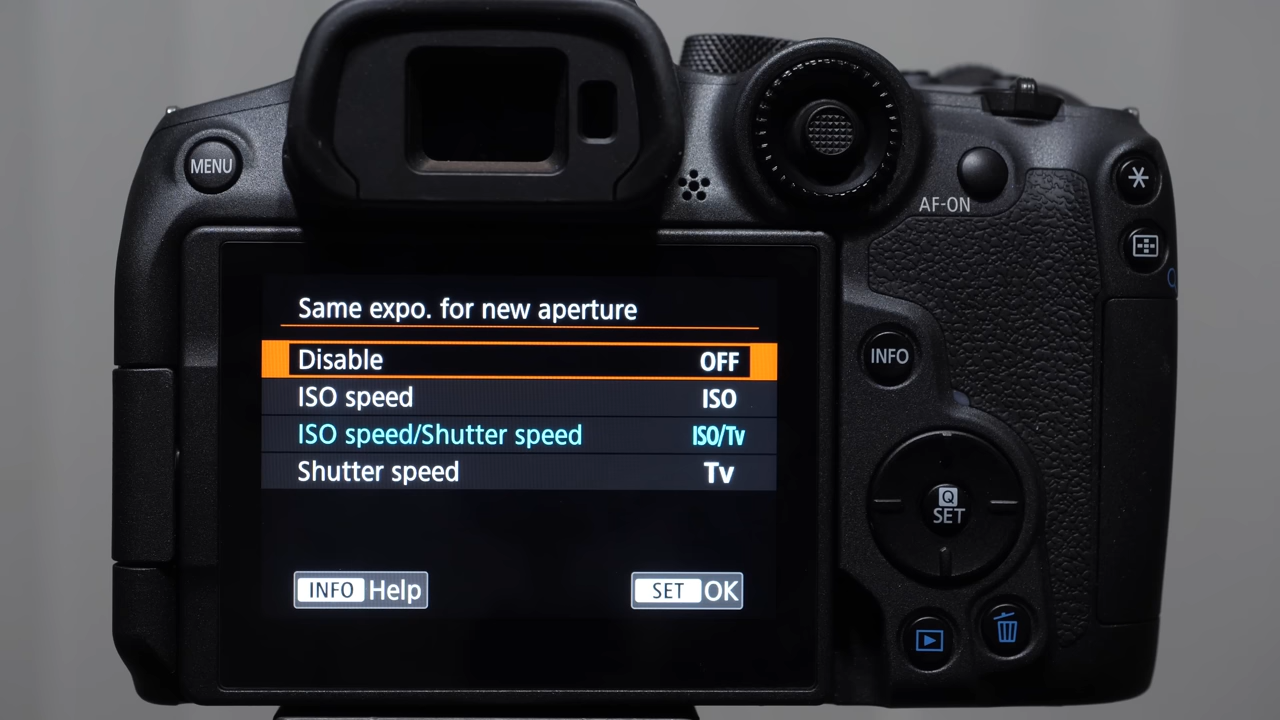 MENU
AF-ON
Same expo. for new aperture
Disable OFF
ISO speed ISO
ISO speed/Shutter speed ISO/Tv
Shutter speed Tv
INFO Help SET OK
INFO
Q
SET